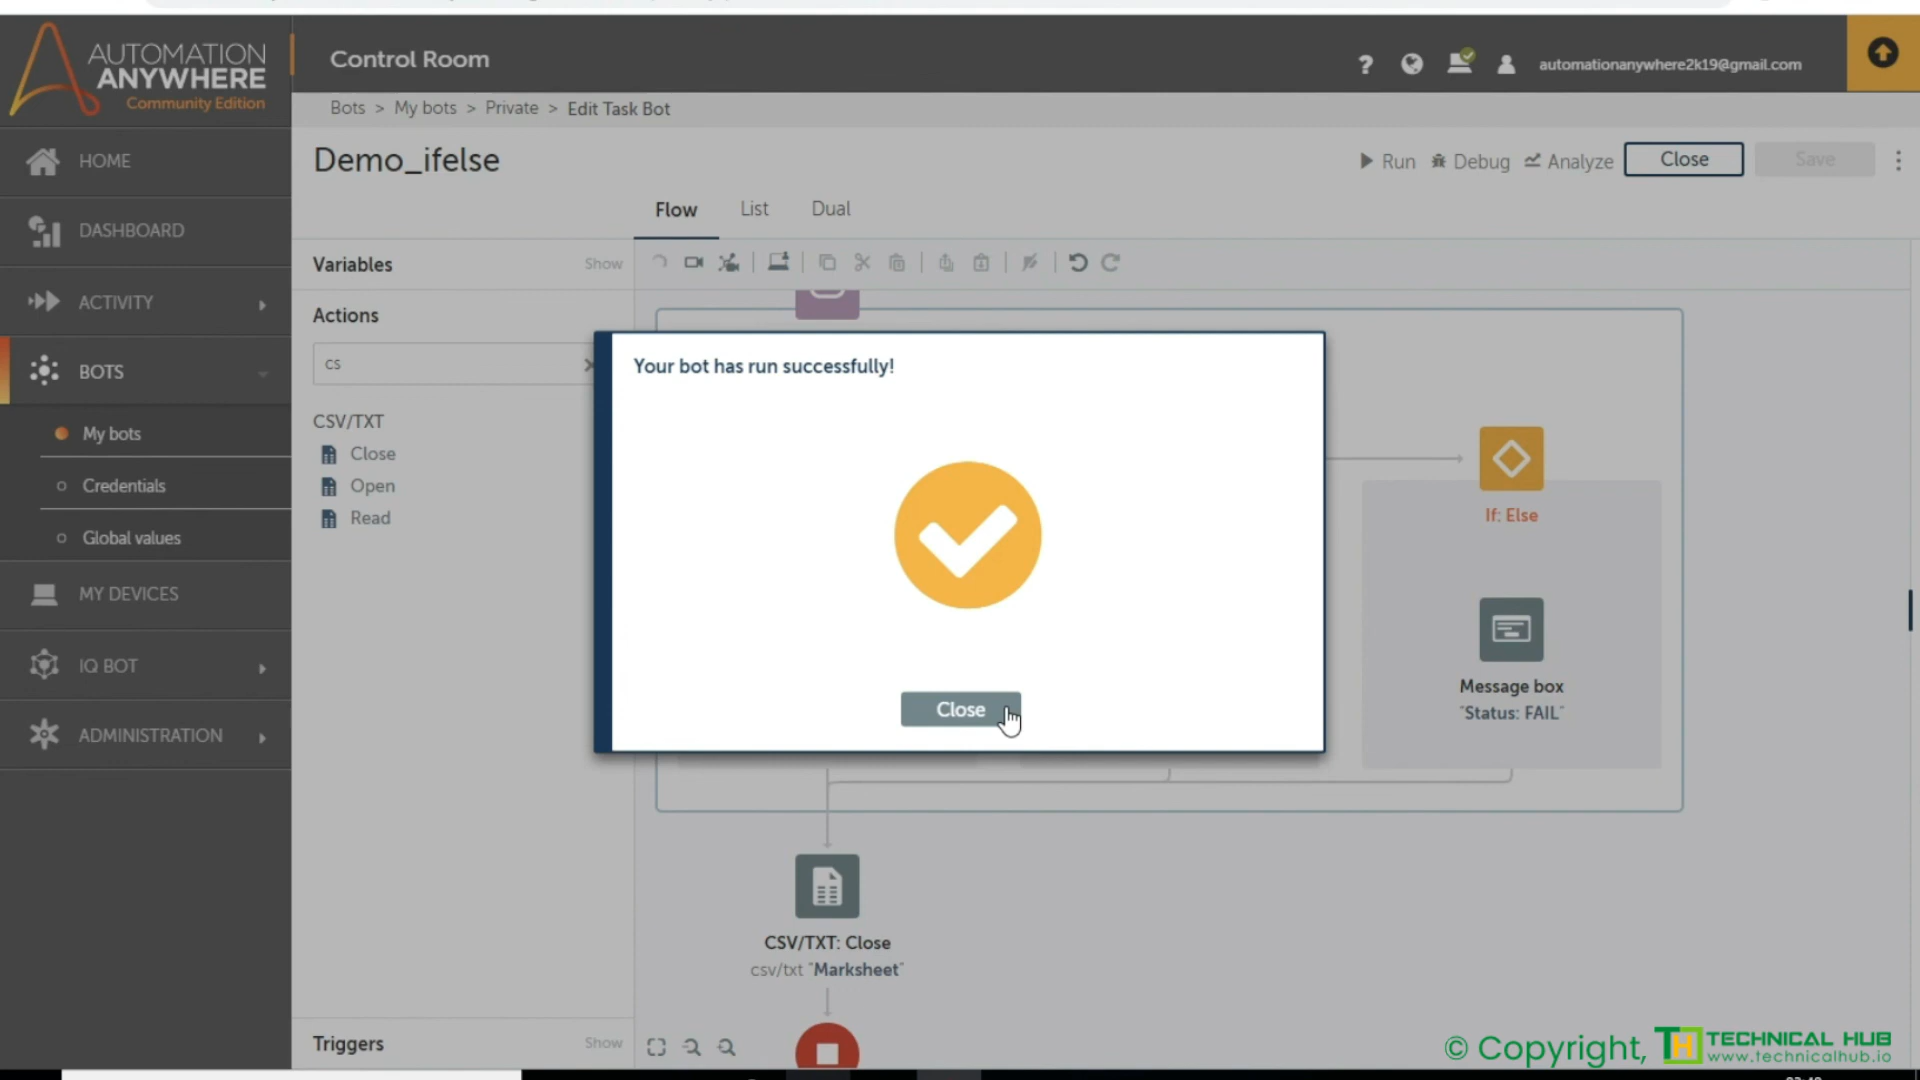 AUTOMATION
ANYWHERE
Community Edition
Control Room
automationanywhere2k19@gmail.com
Bots > My bots > Private > Edit Task Bot
HOME
DASHBOARD
ACTIVITY
BOTS
My bots
Credentials
Global values
MY DEVICES
IQ BOT
ADMINISTRATION
Demo_ifelse
Run
Debug
Analyze
Close
Save
Flow
List
Dual
Variables
Show
Actions
cs
CSV/TXT
Close
Open
Read
Triggers
Show
Your bot has run successfully!
Close
If: Else
Message box
"Status: FAIL"
CSV/TXT: Close
csv/txt "Marksheet"
© Copyright, TH TECHNICAL HUB
www.technicalhub.io